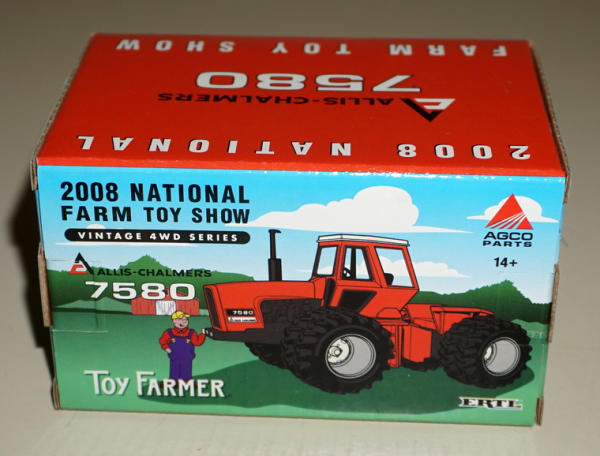 2008 NATIONAL
FARM TOY SHOW
7580
ALLIS-CHALMERS
2008 NATIONAL
FARM TOY SHOW
VINTAGE 4WD SERIES
ALLIS-CHALMERS
7580
AGCO
PARTS
14+
7580
TOY FARMER
ERTL